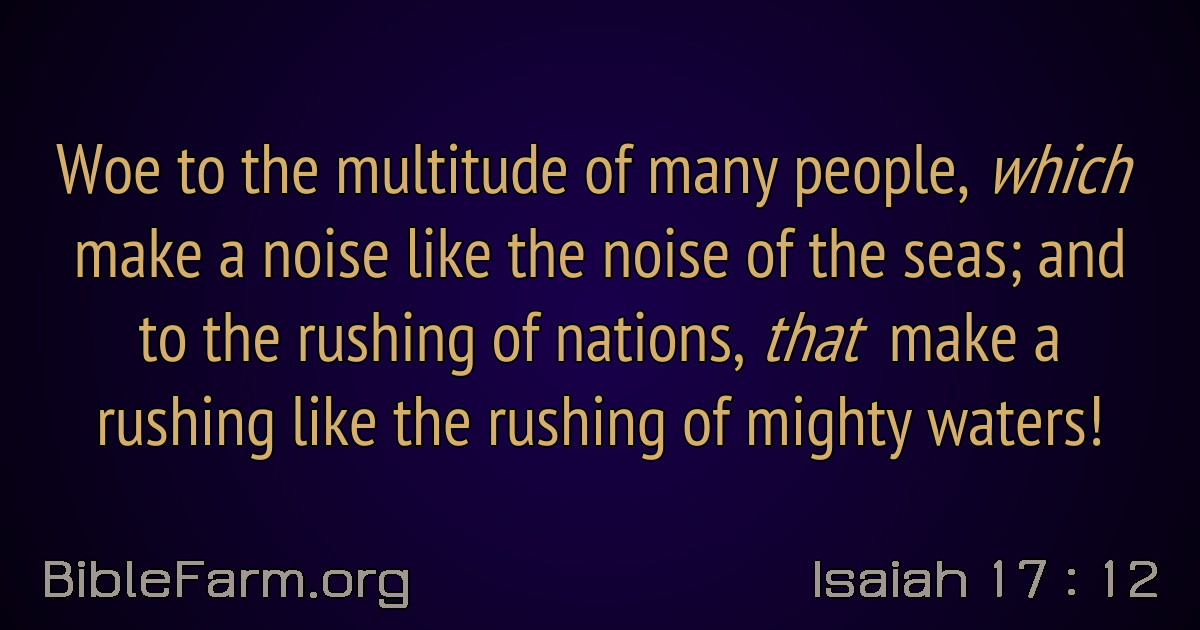 Woe to the multitude of many people, which
make a noise like the noise of the seas; and
to the rushing of nations, that make a
rushing like the rushing of mighty waters!
BibleFarm.org
Isaiah 17 : 12